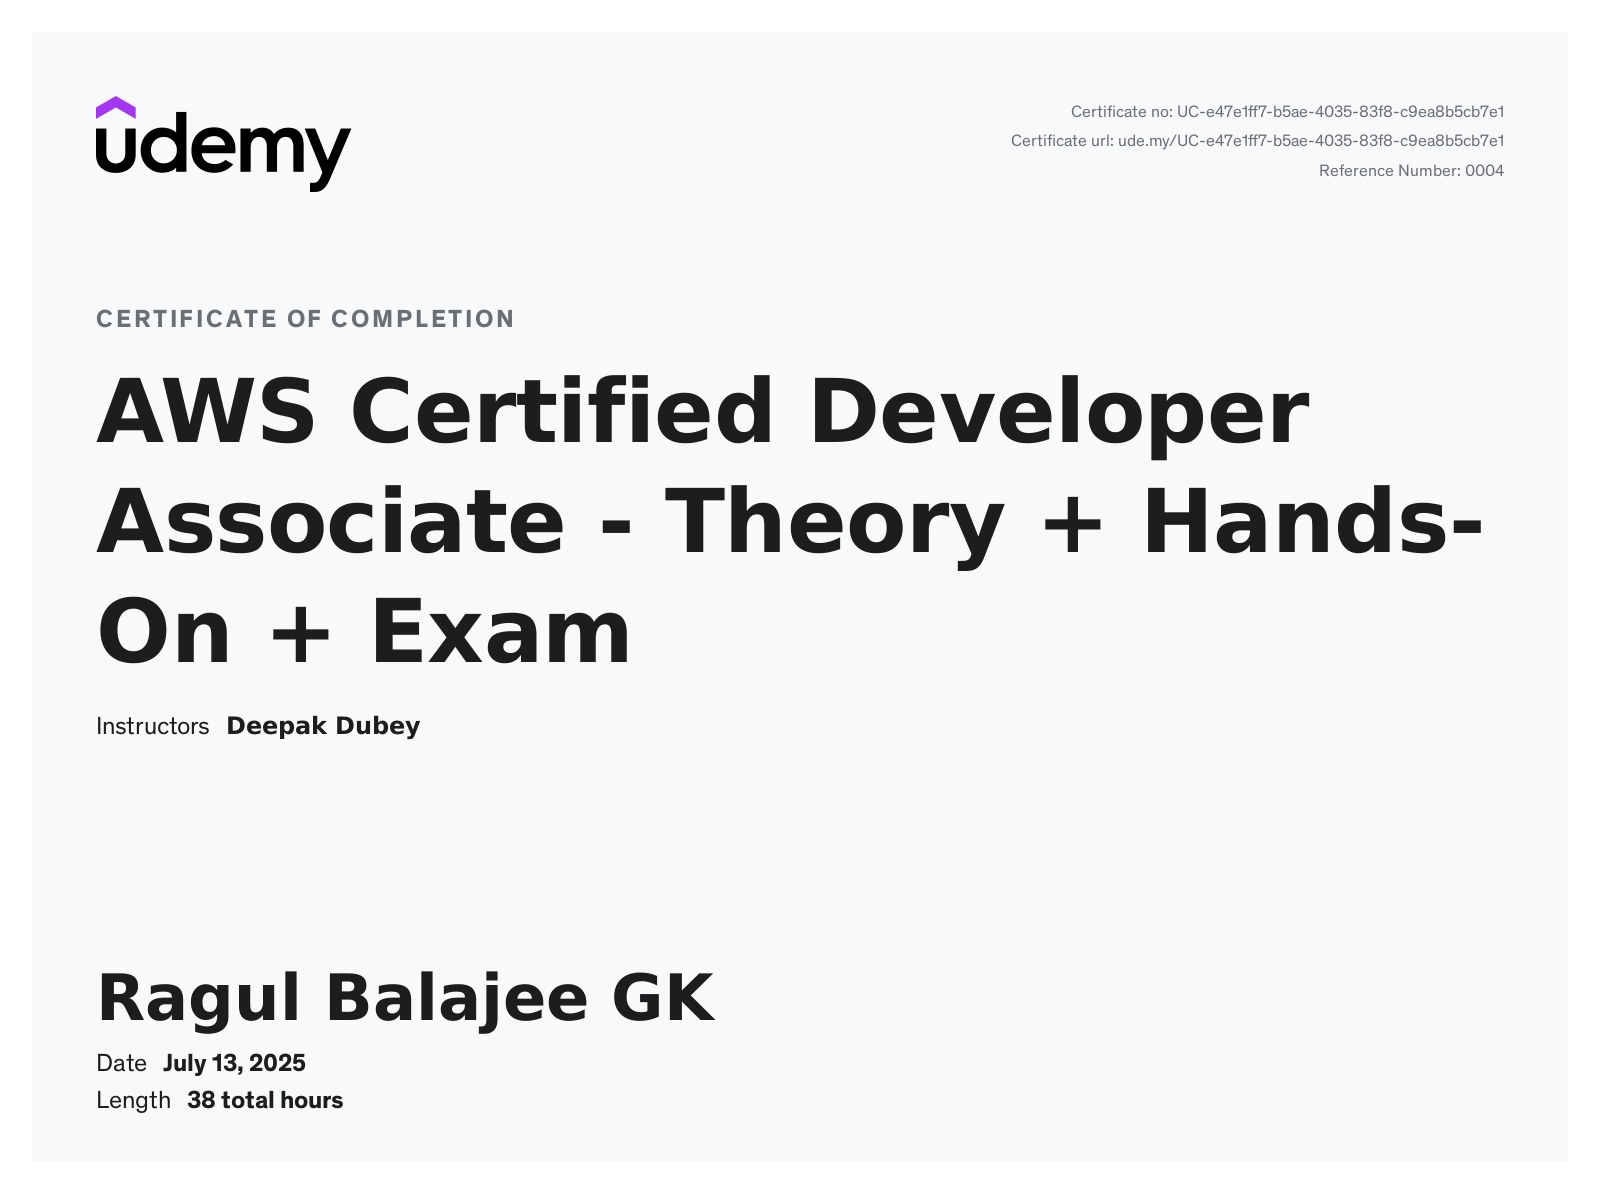 udemy
Certificate no: UC-e47e1ff7-b5ae-4035-83f8-c9ea8b5cb7e1
Certificate url: ude.my/UC-e47e1ff7-b5ae-4035-83f8-c9ea8b5cb7e1
Reference Number: 0004
CERTIFICATE OF COMPLETION
AWS Certified Developer
Associate - Theory + Hands-
On + Exam
Instructors Deepak Dubey
Ragul Balajee GK
Date July 13, 2025
Length 38 total hours